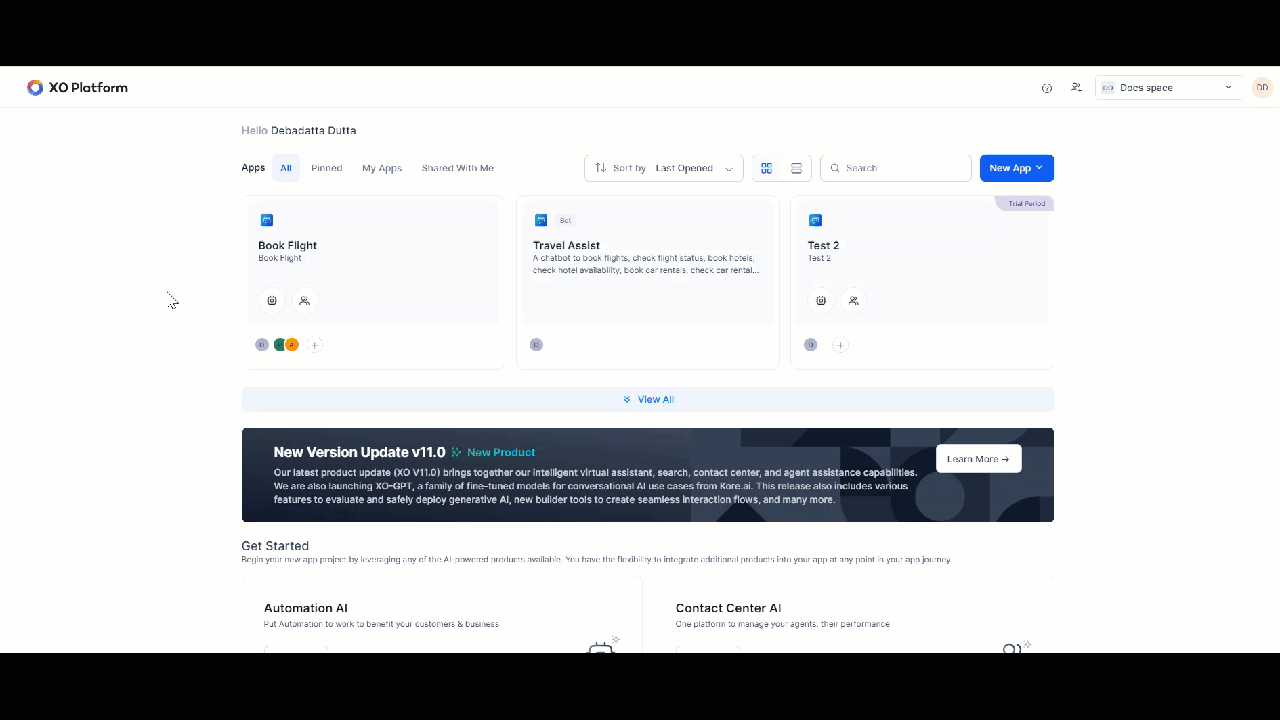 XO Platform
DO Docs space DD
Hello Debadatta Dutta
Apps All Pinned My Apps Shared With Me Sort by Last Opened Search New App
Trial Period
Bot
Book Flight
Book Flight
Travel Assist
A chatbot to book flights, check flight status, book hotels,
check hotel availability, book car rentals, check car rental...
Test 2
Test 2
D A
D
D
View All
New Version Update v11.0 New Product
Learn More →
Our latest product update (XO V11.0) brings together our intelligent virtual assistant, search, contact center, and agent assistance capabilities.
We are also launching XO-GPT, a family of fine-tuned models for conversational AI use cases from Kore.ai. This release also includes various
features to evaluate and safely deploy generative AI, new builder tools to create seamless interaction flows, and many more.
Get Started
Begin your new app project by leveraging any of the AI-powered products available. You have the flexibility to integrate additional products into your app at any point in your app journey.
Automation AI
Put Automation to work to benefit your customers & business
Contact Center AI
One platform to manage your agents, their performance